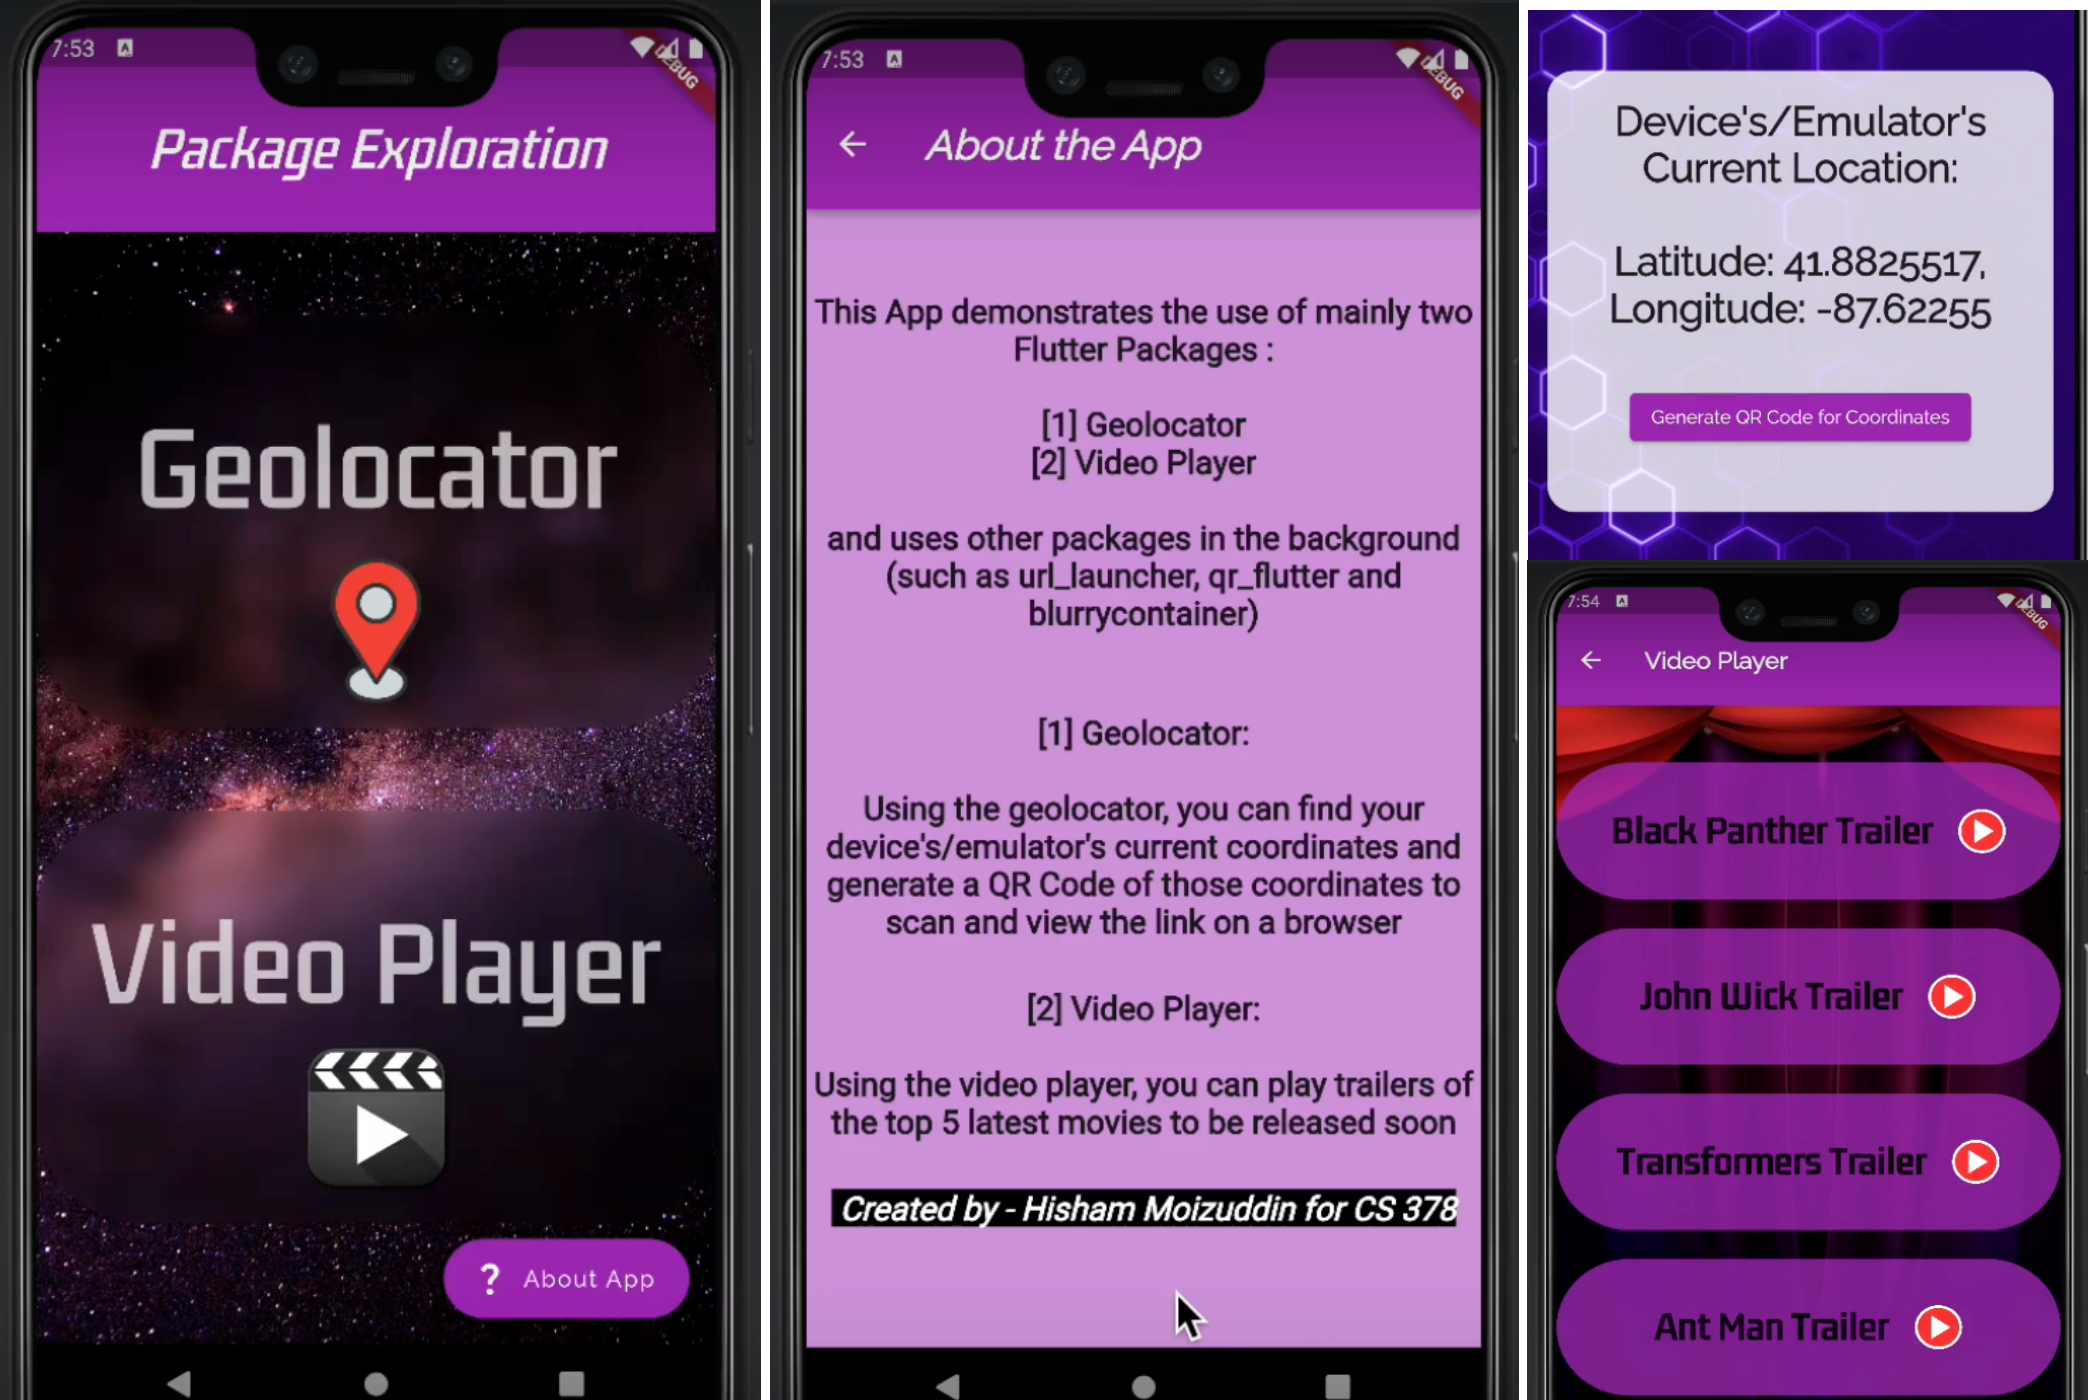 7:53
DEBUG
Package Exploration
Geolocator
Video Player
? About App
7:53
DEBUG
About the App
This App demonstrates the use of mainly two
Flutter Packages :
[1] Geolocator
[2] Video Player
and uses other packages in the background
(such as url_launcher, qr_flutter and
blurrycontainer)
[1] Geolocator:
Using the geolocator, you can find your
device's/emulator's current coordinates and
generate a QR Code of those coordinates to
scan and view the link on a browser
[2] Video Player:
Using the video player, you can play trailers of
the top 5 latest movies to be released soon
Created by - Hisham Moizuddin for CS 378
Device's/Emulator's
Current Location:
Latitude: 41.8825517,
Longitude: -87.62255
Generate QR Code for Coordinates
7:54
DEBUG
Video Player
Black Panther Trailer
John Wick Trailer
Transformers Trailer
Ant Man Trailer